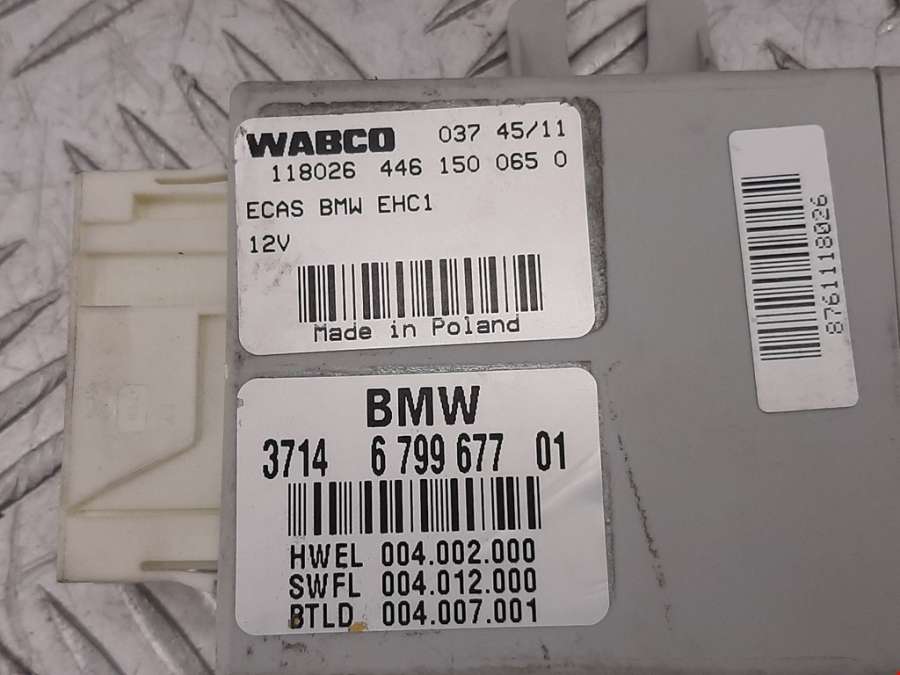 WABCO 037 45/11
118026 446 150 065 0
ECAS BMW EHC1
12V
Made in Poland
BMW
3714 6 799 677 01
HWEL 004.002.000
SWFL 004.012.000
BTLD 004.007.001
8761118026